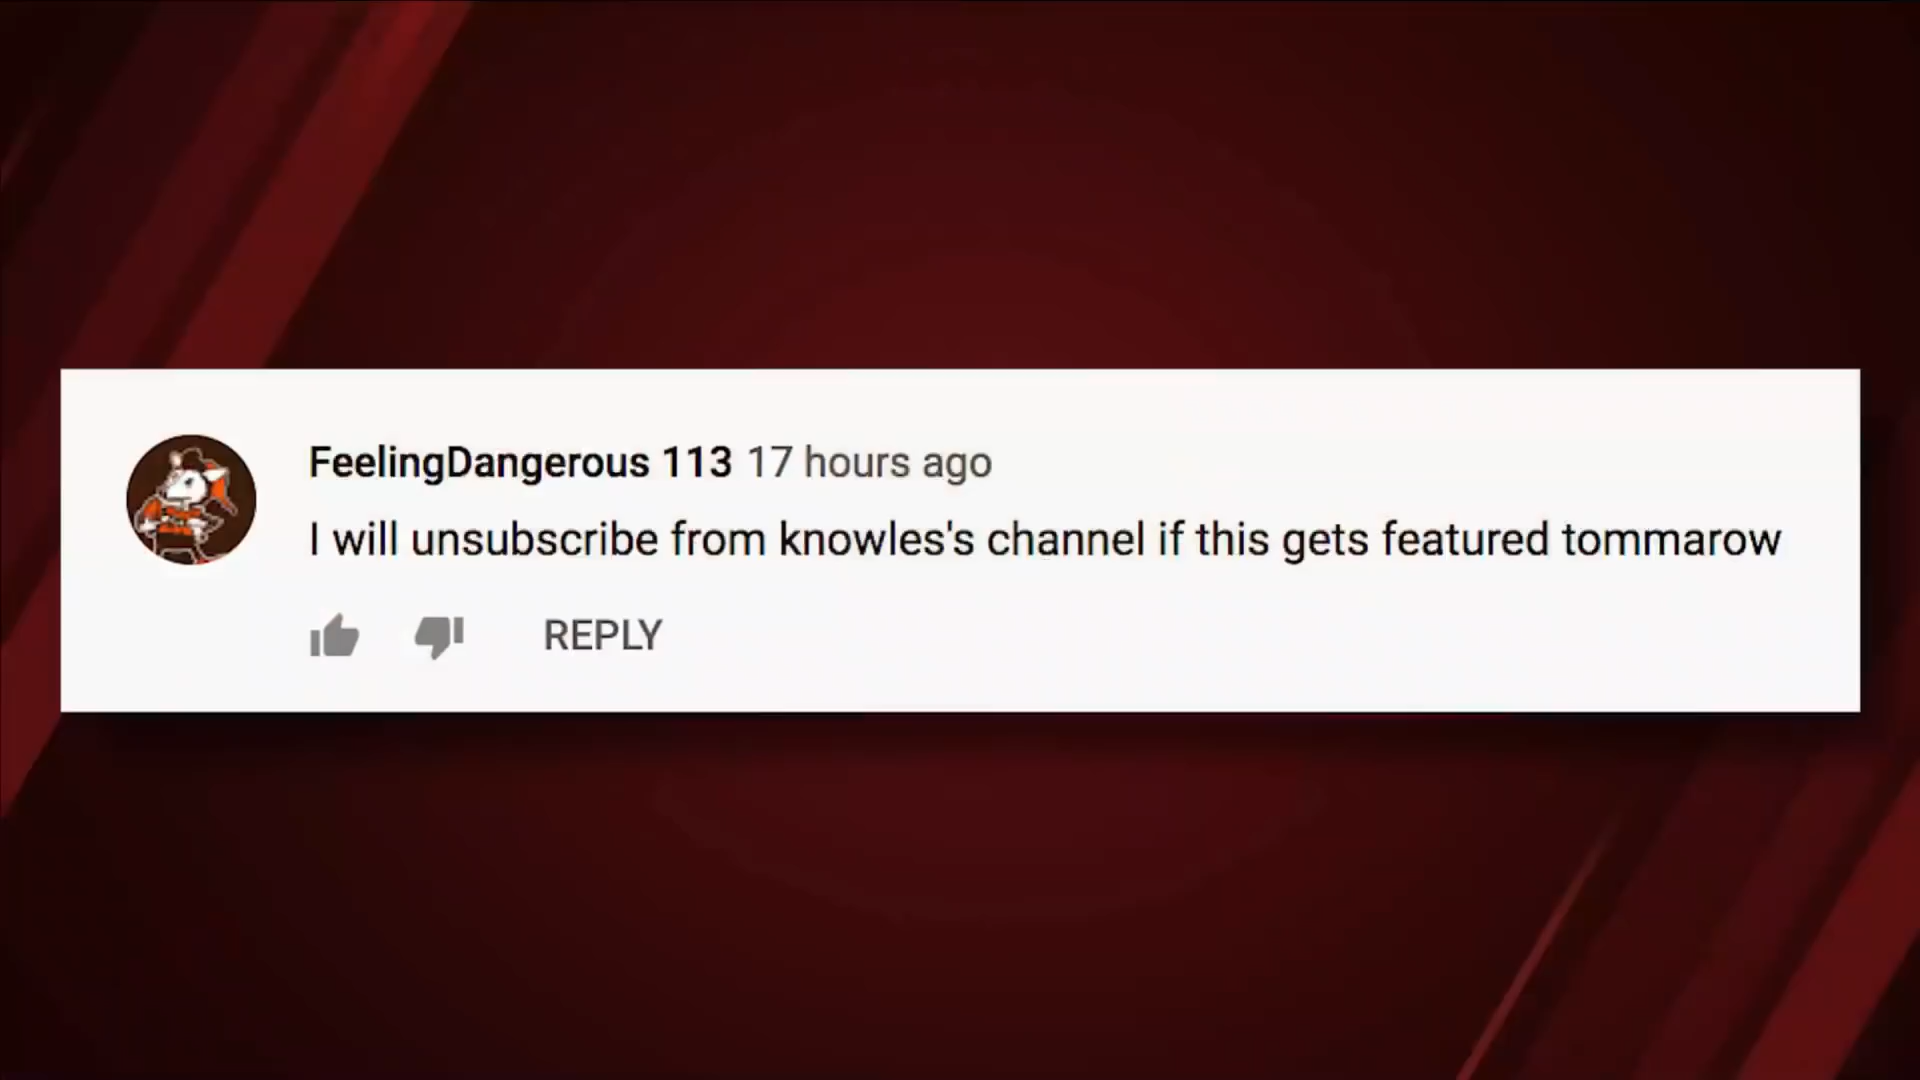 FeelingDangerous 113 17 hours ago
I will unsubscribe from knowles's channel if this gets featured tommarow
REPLY